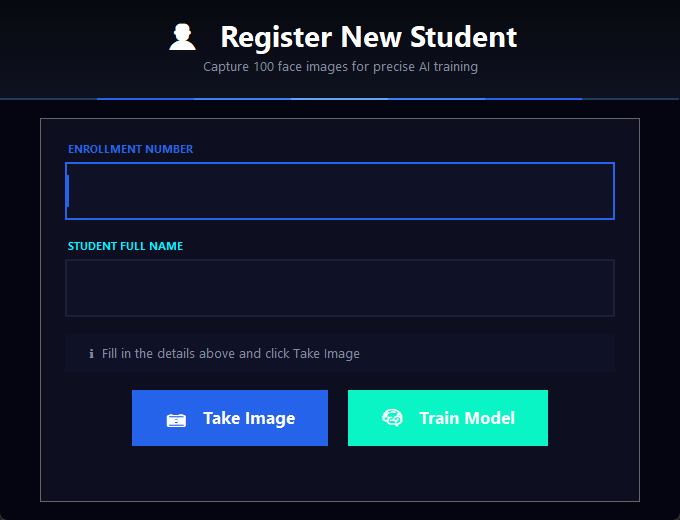 Register New Student
Capture 100 face images for precise AI training
ENROLLMENT NUMBER
STUDENT FULL NAME
ℹ Fill in the details above and click Take Image
Take Image
Train Model